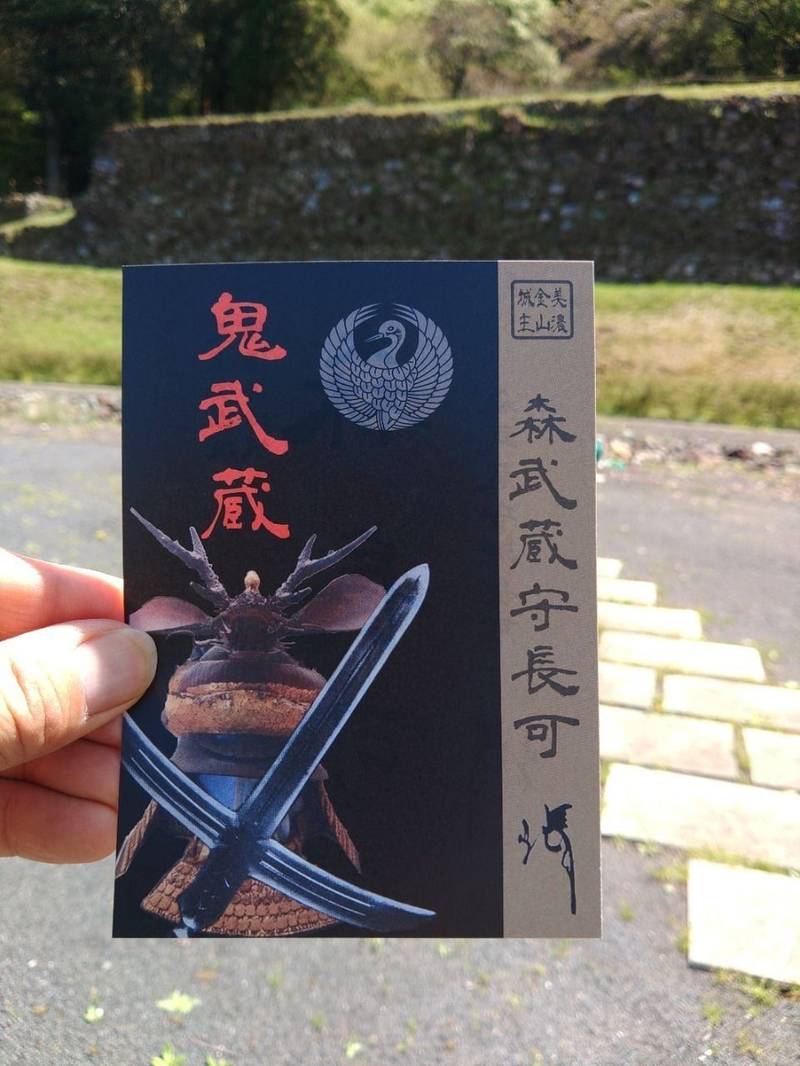 美濃
金山
城主
森武蔵守長可
鬼武蔵